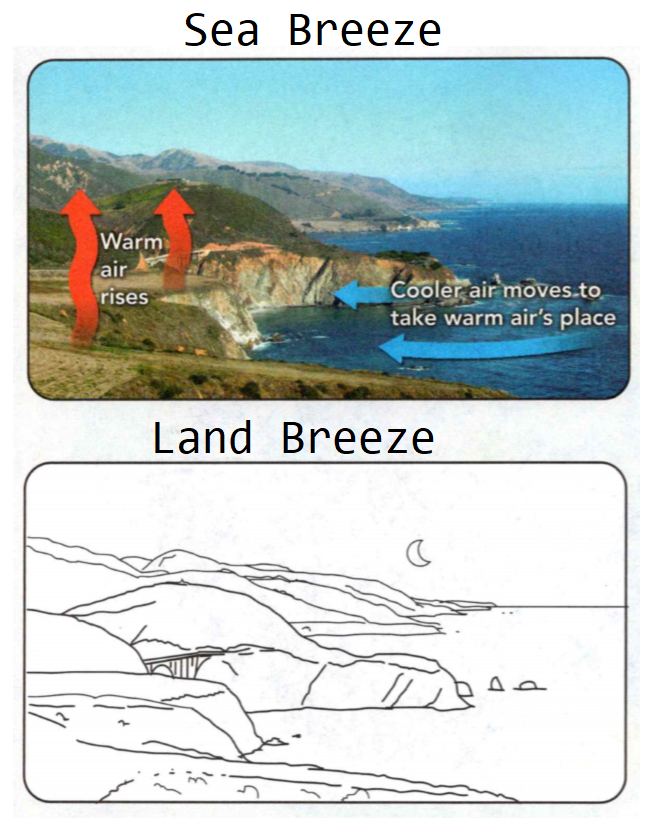 Sea Breeze
Warm
air
rises
Cooler air moves to
take warm air's place
Land Breeze